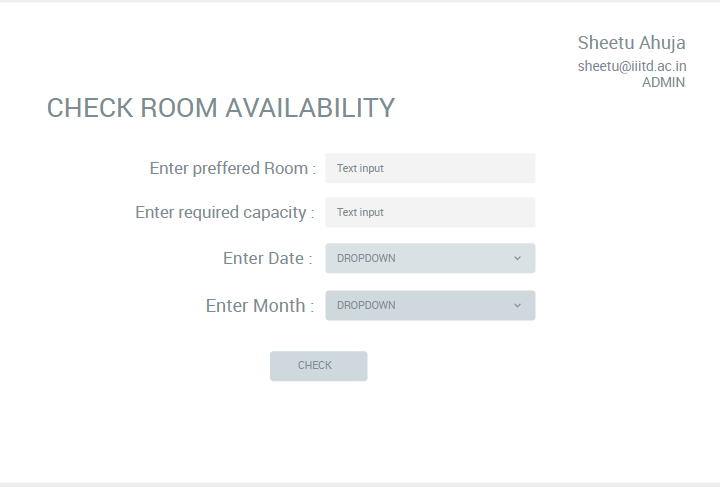 Sheetu Ahuja
sheetu@iiitd.ac.in
ADMIN
CHECK ROOM AVAILABILITY
Enter preffered Room : Text input
Enter required capacity : Text input
Enter Date : DROPDOWN
Enter Month : DROPDOWN
CHECK